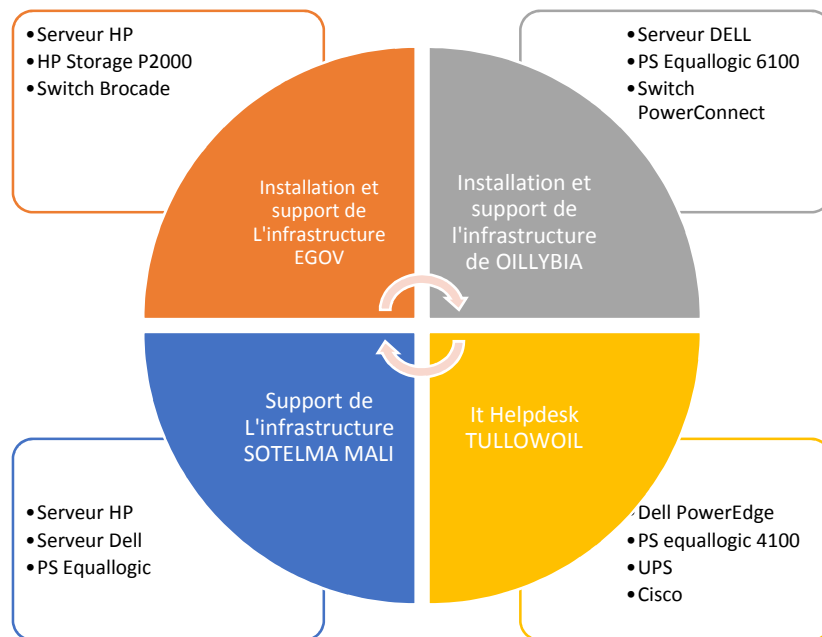 •Serveur HP
•HP Storage P2000
•Switch Brocade
•Serveur DELL
•PS Equallogic 6100
•Switch
PowerConnect
Installation et
support de
L'infrastructure
EGOV
Installation et
support de
l'infrastructure
de OILLYBIA
Support de
L'infrastructure
SOTELMA MALI
It Helpdesk
TULLOWOIL
•Serveur HP
•Serveur Dell
•PS Equallogic
•Dell PowerEdge
•PS equallogic 4100
•UPS
•Cisco